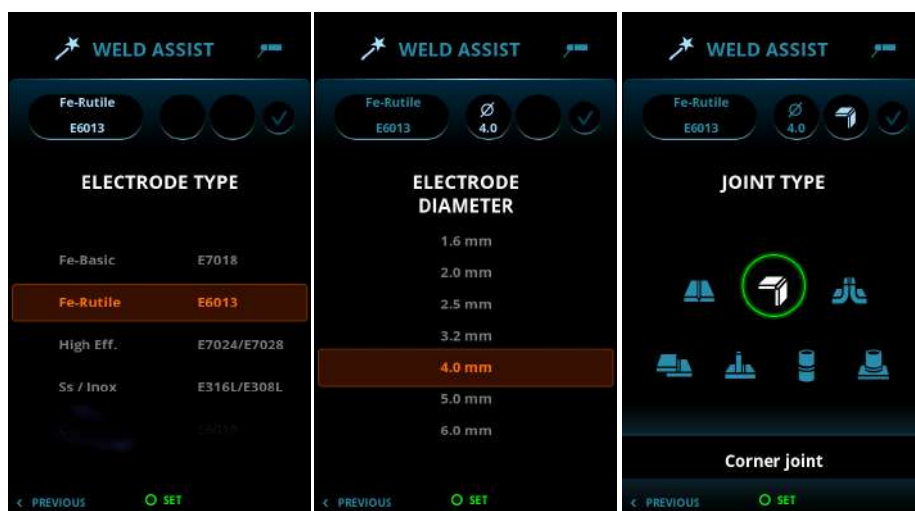 WELD ASSIST
Fe-Rutile
E6013
ELECTRODE TYPE
Fe-Basic E7018
Fe-Rutile E6013
High Eff. E7024/E7028
Ss / Inox E316L/E308L
< PREVIOUS SET
WELD ASSIST
Fe-Rutile
E6013
Ø
4.0
ELECTRODE
DIAMETER
1.6 mm
2.0 mm
2.5 mm
3.2 mm
4.0 mm
5.0 mm
6.0 mm
< PREVIOUS SET
WELD ASSIST
Fe-Rutile
E6013
Ø
4.0
JOINT TYPE
Corner joint
< PREVIOUS SET